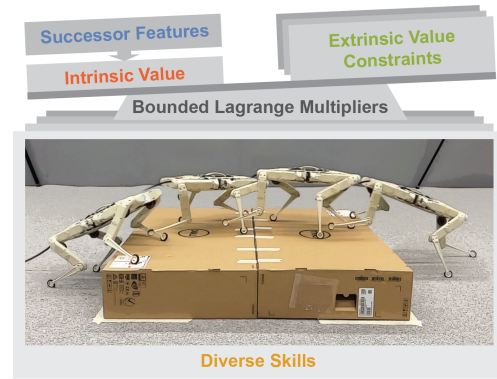 Successor Features
Extrinsic Value
Constraints
Intrinsic Value
Bounded Lagrange Multipliers
Diverse Skills